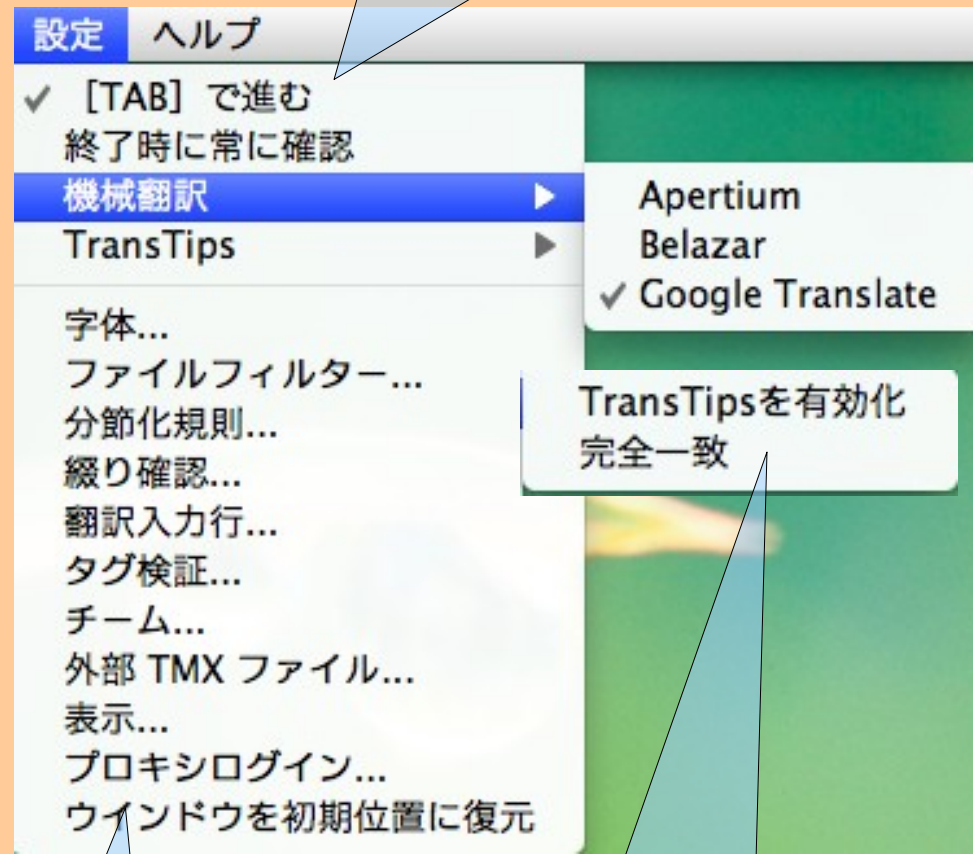 設定 ヘルプ
✓ ［TAB］で進む
終了時に常に確認
機械翻訳 ▶
TransTips ▶
字体...
ファイルフィルター...
分節化規則...
綴り確認...
翻訳入力行...
タグ検証...
チーム...
外部 TMX ファイル...
表示...
プロキシログイン...
ウインドウを初期位置に復元
Apertium
Belazar
✓ Google Translate
TransTipsを有効化
完全一致